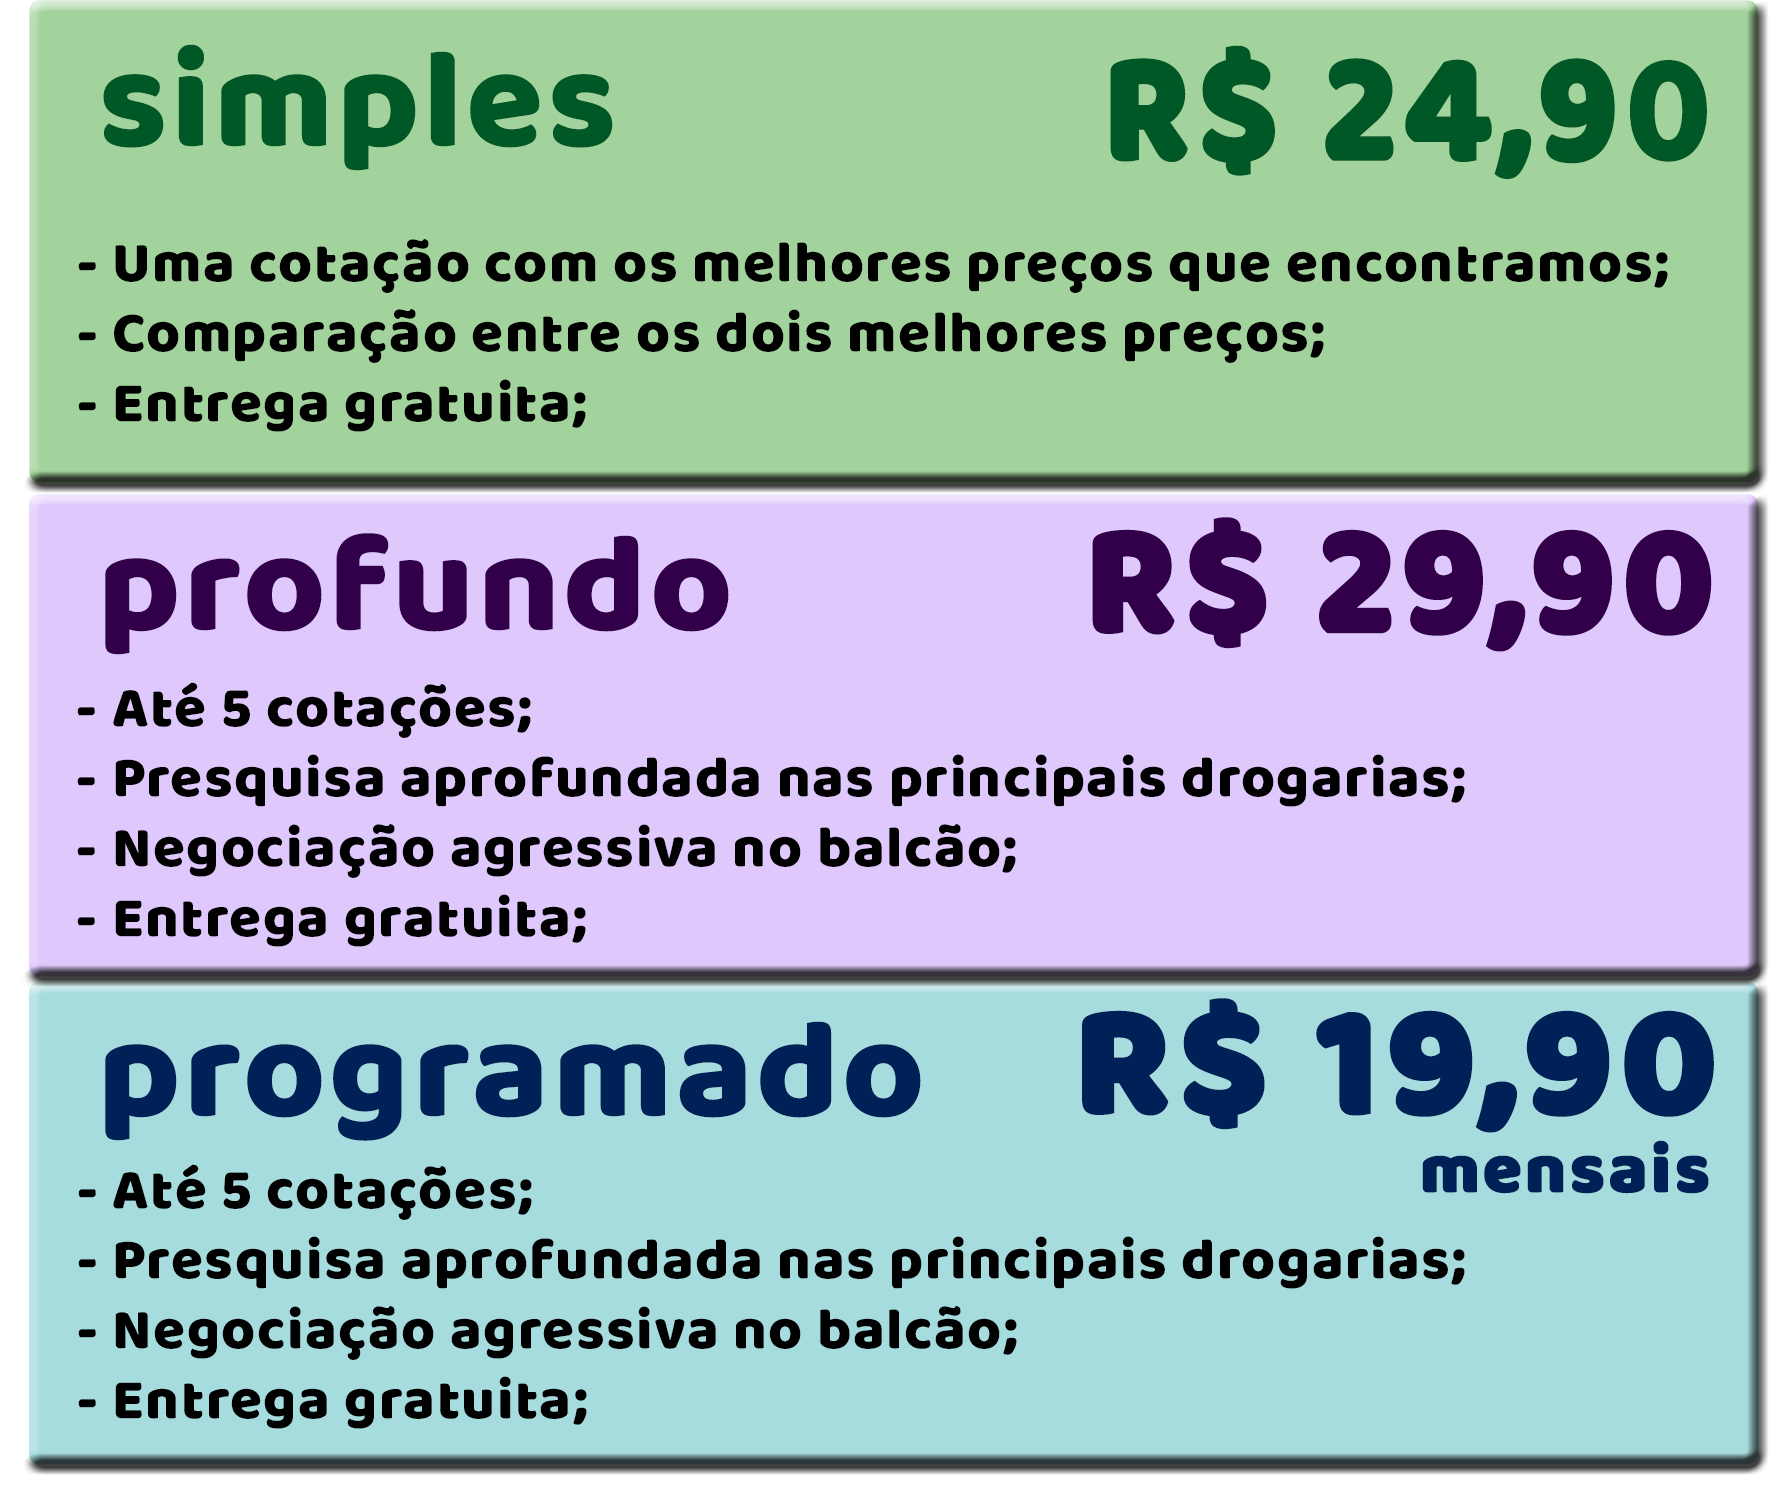 simples R$ 24,90
- Uma cotação com os melhores preços que encontramos;
- Comparação entre os dois melhores preços;
- Entrega gratuita;
profundo R$ 29,90
- Até 5 cotações;
- Presquisa aprofundada nas principais drogarias;
- Negociação agressiva no balcão;
- Entrega gratuita;
programado R$ 19,90
mensais
- Até 5 cotações;
- Presquisa aprofundada nas principais drogarias;
- Negociação agressiva no balcão;
- Entrega gratuita;